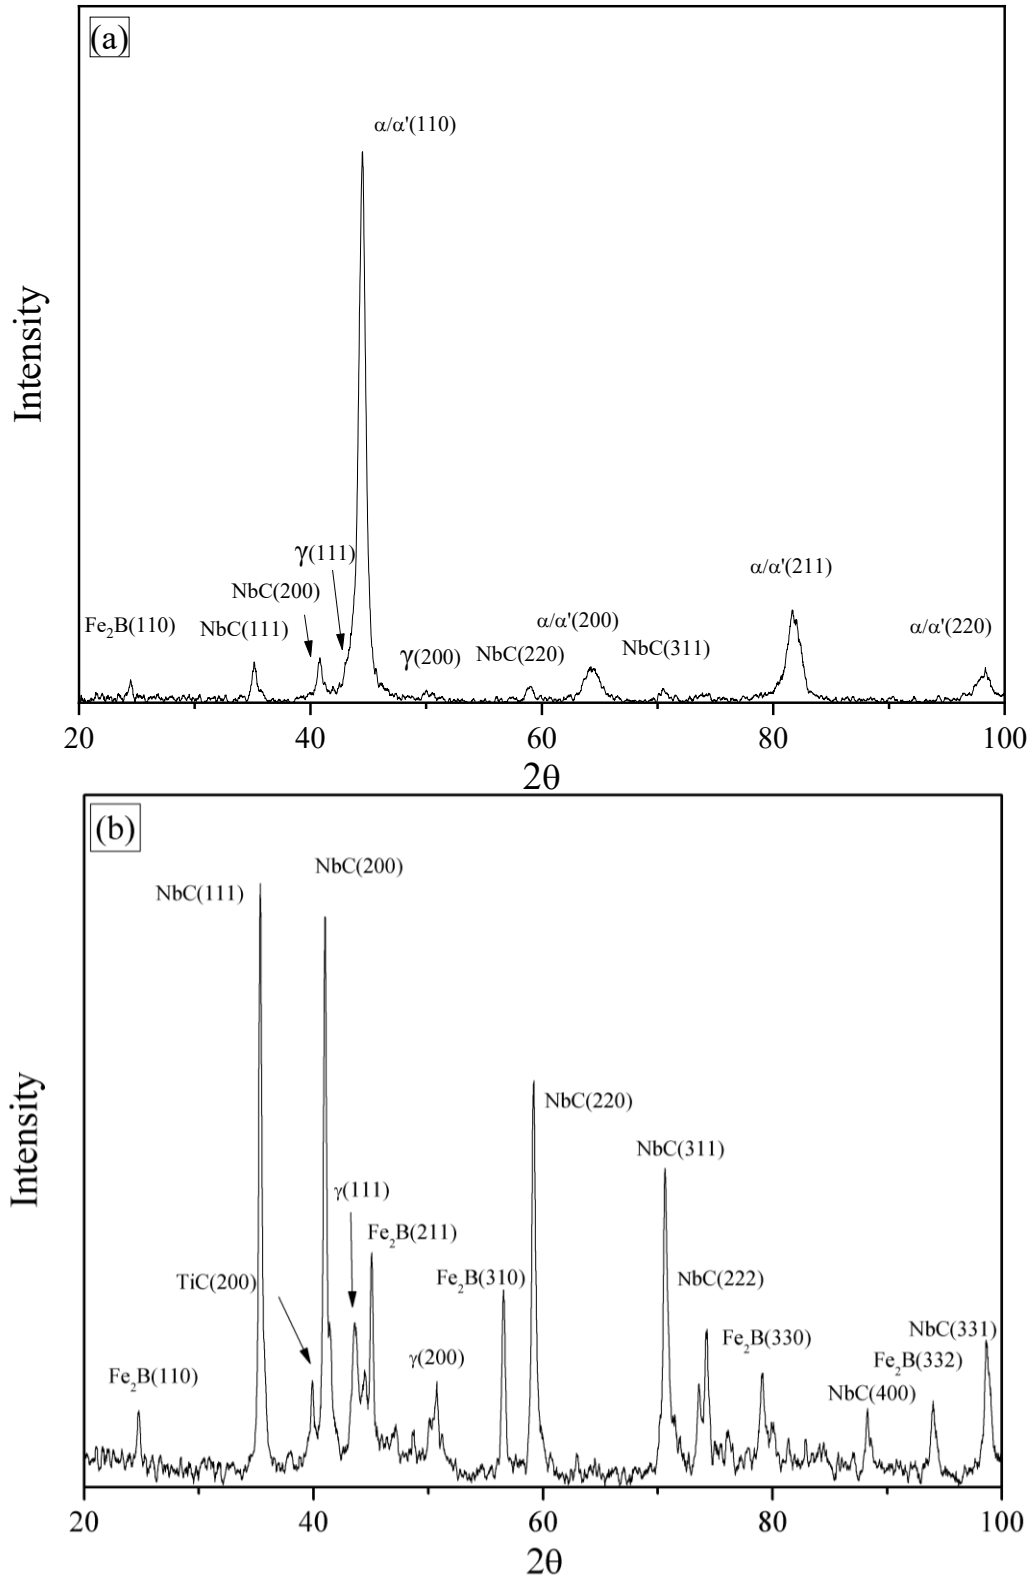 (a)
α/α'(110)
Intensity
γ(111)
α/α'(211)
NbC(200)
α/α'(200)
Fe₂B(110)
NbC(111)
α/α'(220)
γ(200)
NbC(220)
NbC(311)
20
40
60
80
100
2θ
(b)
NbC(200)
NbC(111)
Intensity
NbC(220)
NbC(311)
γ(111)
Fe₂B(211)
TiC(200)
Fe₂B(310)
NbC(222)
NbC(331)
Fe₂B(330)
γ(200)
Fe₂B(332)
Fe₂B(110)
NbC(400)
20
40
60
80
100
2θ